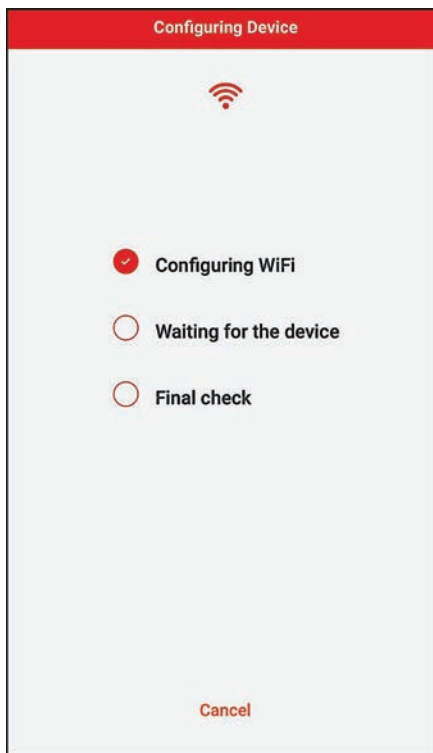 Configuring Device
Configuring WiFi
Waiting for the device
Final check
Cancel